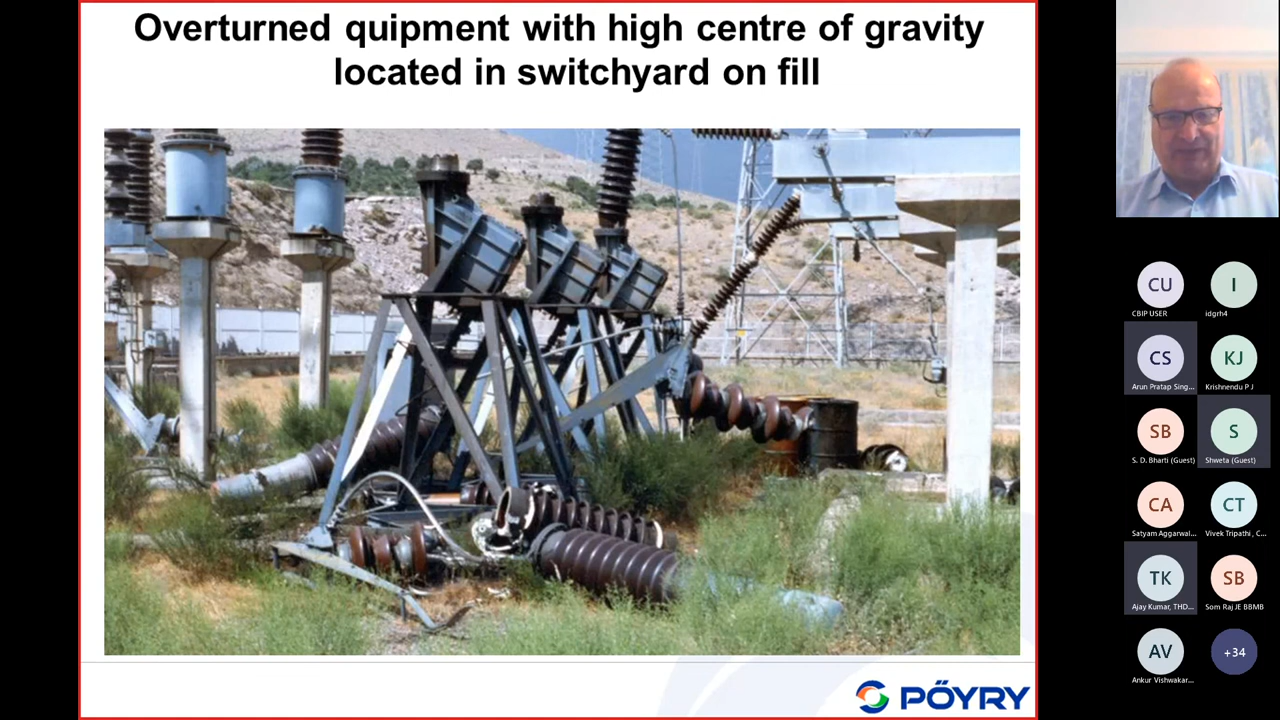 Overturned quipment with high centre of gravity
located in switchyard on fill
PÖYRY
CU
CBIP USER
I
idgrh4
CS
Arun Pratap Sing...
KJ
Krishnendu P J
SB
S. D. Bharti (Guest)
S
Shweta (Guest)
CA
Satyam Aggarwal...
CT
Vivek Tripathi , C...
TK
Ajay Kumar, THD...
SB
Som Raj JE BBMB
AV
Ankur Vishwakar...
+34